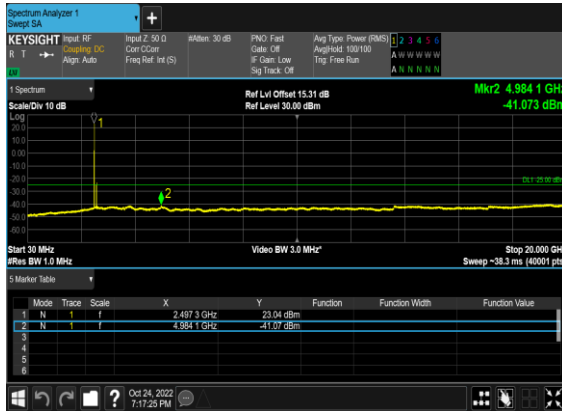 Spectrum Analyzer 1
Swept SA
KEYSIGHT
R T
LXI
Input: RF
Coupling: DC
Align: Auto
Input Z: 50 Ω
Corr CCorr
Freq Ref: Int (S)
#Atten: 30 dB
PNO: Fast
Gate: Off
IF Gain: Low
Sig Track: Off
Avg Type: Power (RMS)
Avg|Hold: 100/100
Trig: Free Run
1 2 3 4 5 6
A W W W W W
A N N N N N
1 Spectrum
Scale/Div 10 dB
Ref Lvl Offset 15.31 dB
Ref Level 30.00 dBm
Mkr2 4.984 1 GHz
-41.073 dBm
Log
20.0
10.0
0.00
-10.0
-20.0
-30.0
-40.0
-50.0
-60.0
1
2
DL1 -25.00 dBm
Start 30 MHz
#Res BW 1.0 MHz
Video BW 3.0 MHz*
Stop 20.000 GHz
Sweep ~38.3 ms (40001 pts)
5 Marker Table
Mode Trace Scale X Y Function Function Width Function Value
1 N 1 f 2.497 3 GHz 23.04 dBm
2 N 1 f 4.984 1 GHz -41.07 dBm
3
4
5
6
?
Oct 24, 2022
7:17:25 PM